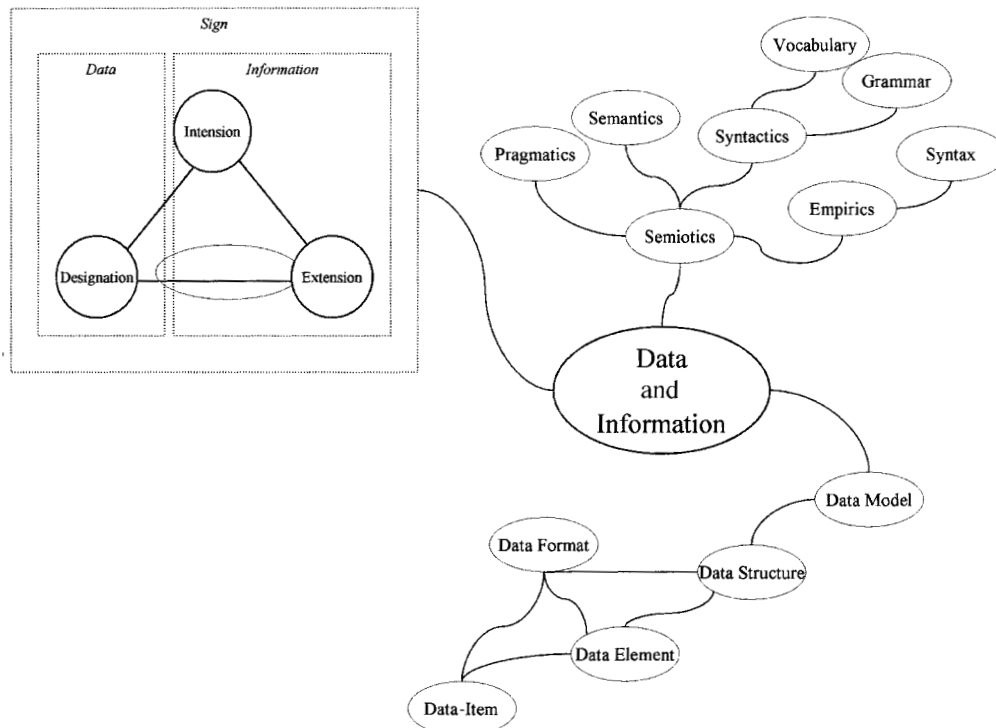 Sign
Data
Information
Intension
Designation
Extension
Vocabulary
Grammar
Semantics
Syntactics
Pragmatics
Syntax
Empirics
Semiotics
Data
and
Information
Data Model
Data Format
Data Structure
Data Element
Data-Item